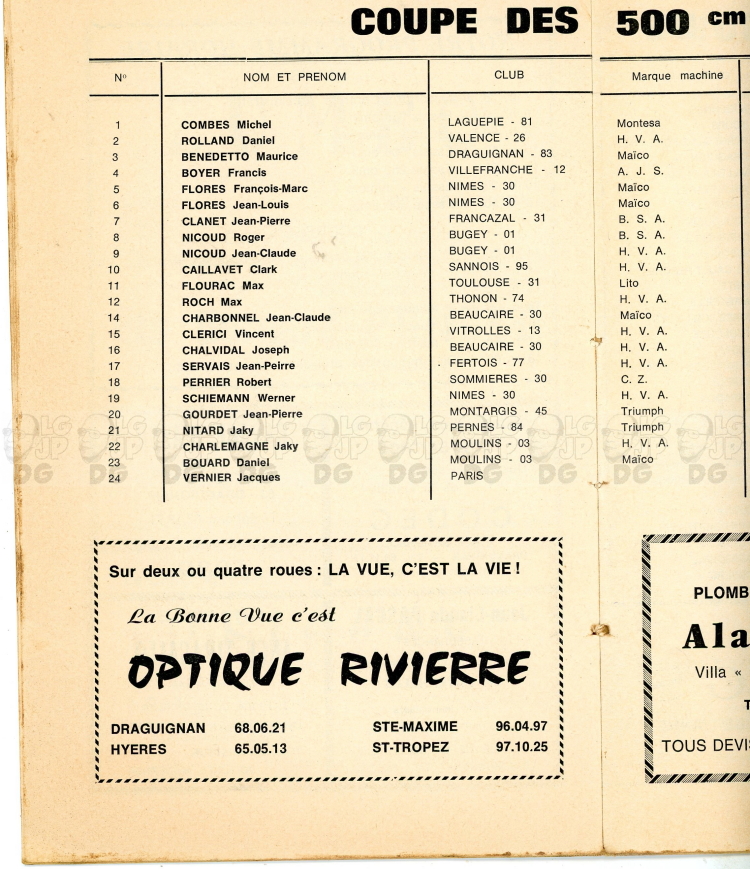 COUPE DES 500 cm
N° NOM ET PRENOM CLUB Marque machine
1 COMBES Michel LAGUEPIE - 81 Montesa
2 ROLLAND Daniel VALENCE - 26 H. V. A.
3 BENEDETTO Maurice DRAGUIGNAN - 83 Maïco
4 BOYER Francis VILLEFRANCHE - 12 A. J. S.
5 FLORES François-Marc NIMES - 30 Maïco
6 FLORES Jean-Louis NIMES - 30 Maïco
7 CLANET Jean-Pierre FRANCAZAL - 31 B. S. A.
8 NICOUD Roger BUGEY - 01 B. S. A.
9 NICOUD Jean-Claude BUGEY - 01 H. V. A.
10 CAILLAVET Clark SANNOIS - 95 H. V. A.
11 FLOURAC Max TOULOUSE - 31 Lito
12 ROCH Max THONON - 74 H. V. A.
14 CHARBONNEL Jean-Claude BEAUCAIRE - 30 Maïco
15 CLERICI Vincent VITROLLES - 13 H. V. A.
16 CHALVIDAL Joseph BEAUCAIRE - 30 H. V. A.
17 SERVAIS Jean-Peirre FERTOIS - 77 H. V. A.
18 PERRIER Robert SOMMIERES - 30 C. Z.
19 SCHIEMANN Werner NIMES - 30 H. V. A.
20 GOURDET Jean-Pierre MONTARGIS - 45 Triumph
21 NITARD Jaky PERNES - 84 Triumph
22 CHARLEMAGNE Jaky MOULINS - 03 H. V. A.
23 BOUARD Daniel MOULINS - 03 Maïco
24 VERNIER Jacques PARIS
Sur deux ou quatre roues : LA VUE, C'EST LA VIE !
La Bonne Vue c'est
OPTIQUE RIVIERRE
DRAGUIGNAN 68.06.21 STE-MAXIME 96.04.97
HYERES 65.05.13 ST-TROPEZ 97.10.25
PLOMB
Ala
Villa «
T
TOUS DEVIS